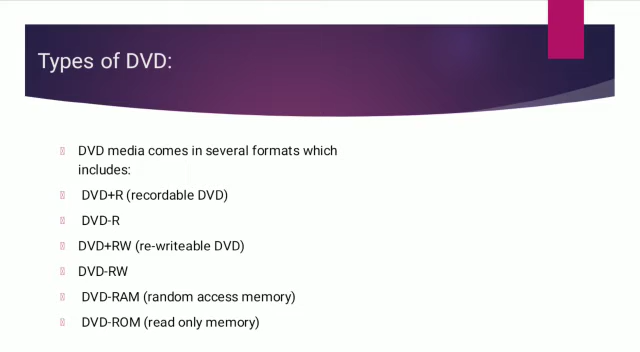 Types of DVD:
DVD media comes in several formats which
includes:
DVD+R (recordable DVD)
DVD-R
DVD+RW (re-writeable DVD)
DVD-RW
DVD-RAM (random access memory)
DVD-ROM (read only memory)